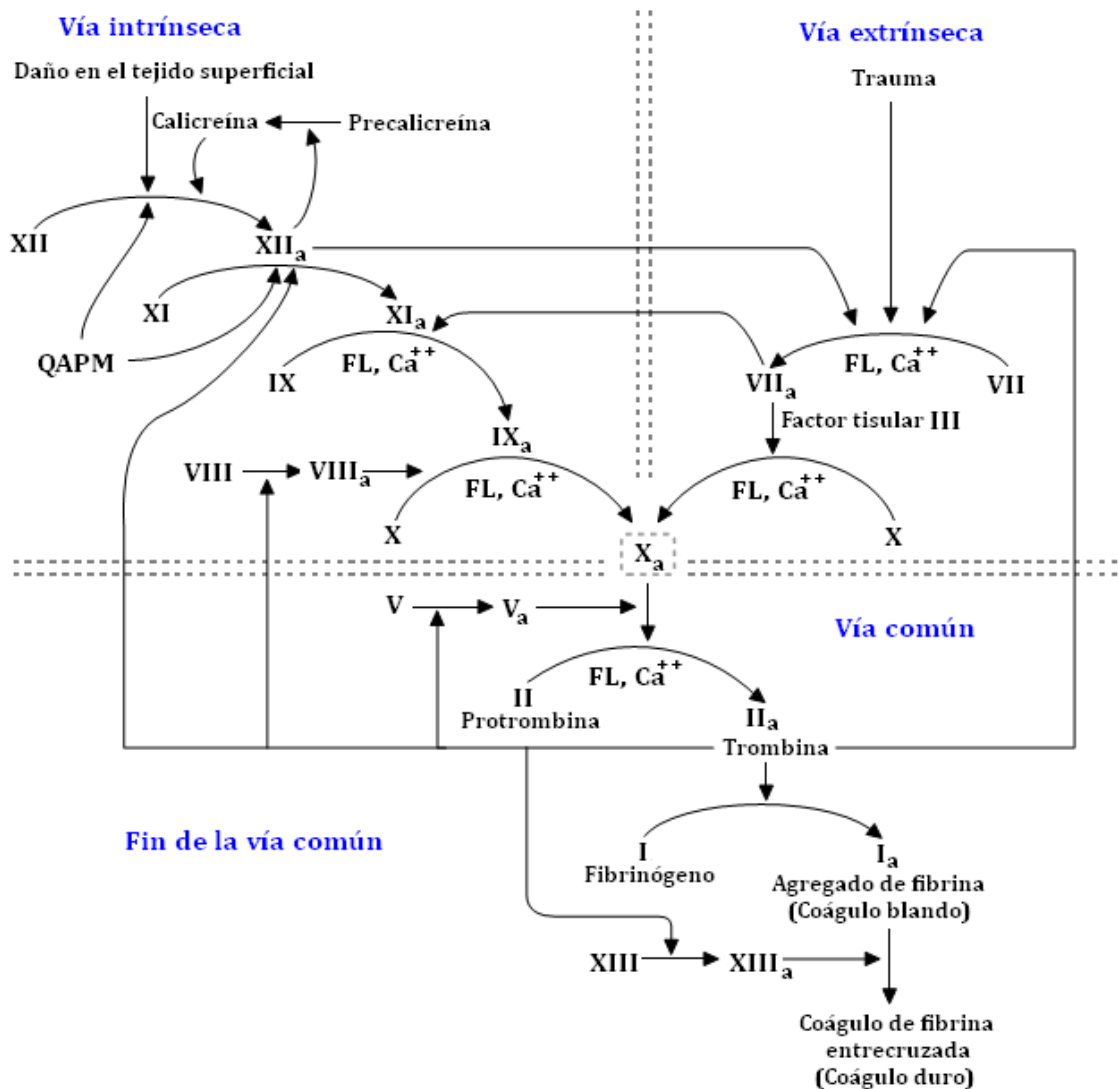 Vía intrínseca
Vía extrínseca
Daño en el tejido superficial
Trauma
Calicreína
Precalicreína
XII
XIIa
XI
XIa
QAPM
FL, Ca++
IX
FL, Ca++
VIIa
VII
Factor tisular III
IXa
VIII
VIIIa
FL, Ca++
FL, Ca++
X
Xa
X
V
Va
Vía común
FL, Ca++
II
Protrombina
IIa
Trombina
Fin de la vía común
I
Fibrinógeno
Ia
Agregado de fibrina
(Coágulo blando)
XIII
XIIIa
Coágulo de fibrina
entrecruzada
(Coágulo duro)